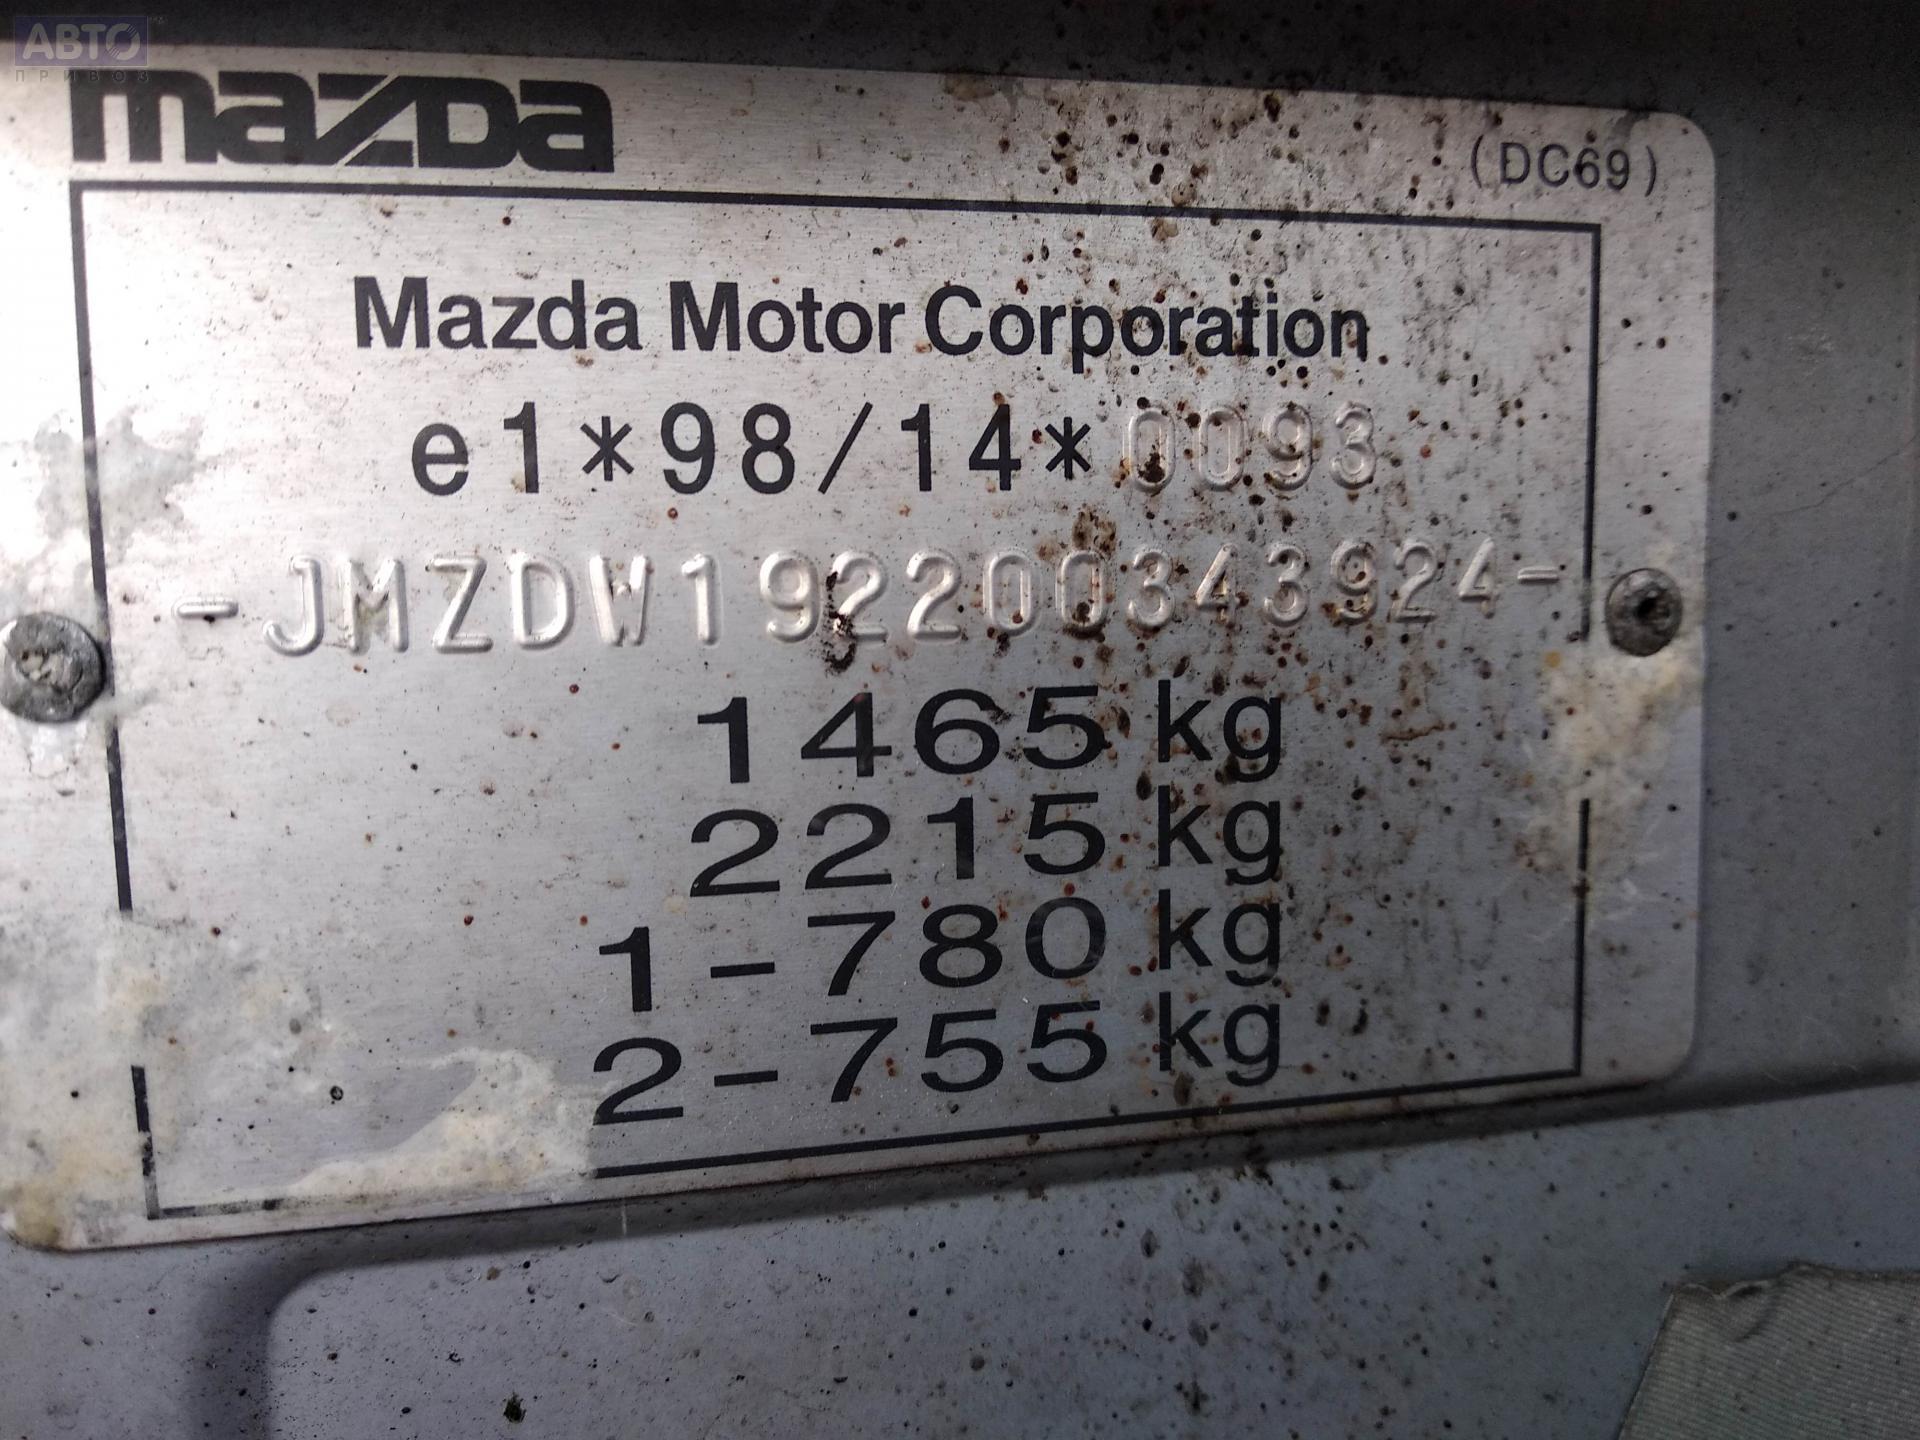 АВТО
ПРИВОЗ
mazda
(DC69)
Mazda Motor Corporation
e1*98/14*0093
-JMZDW192200343924-
1465 kg
2215 kg
1-780 kg
2-755 kg